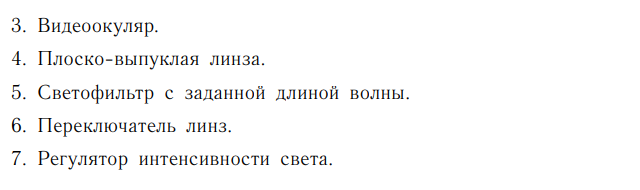 3. Видеоокуляр.
4. Плоско-выпуклая линза.
5. Светофильтр с заданной длиной волны.
6. Переключатель линз.
7. Регулятор интенсивности света.